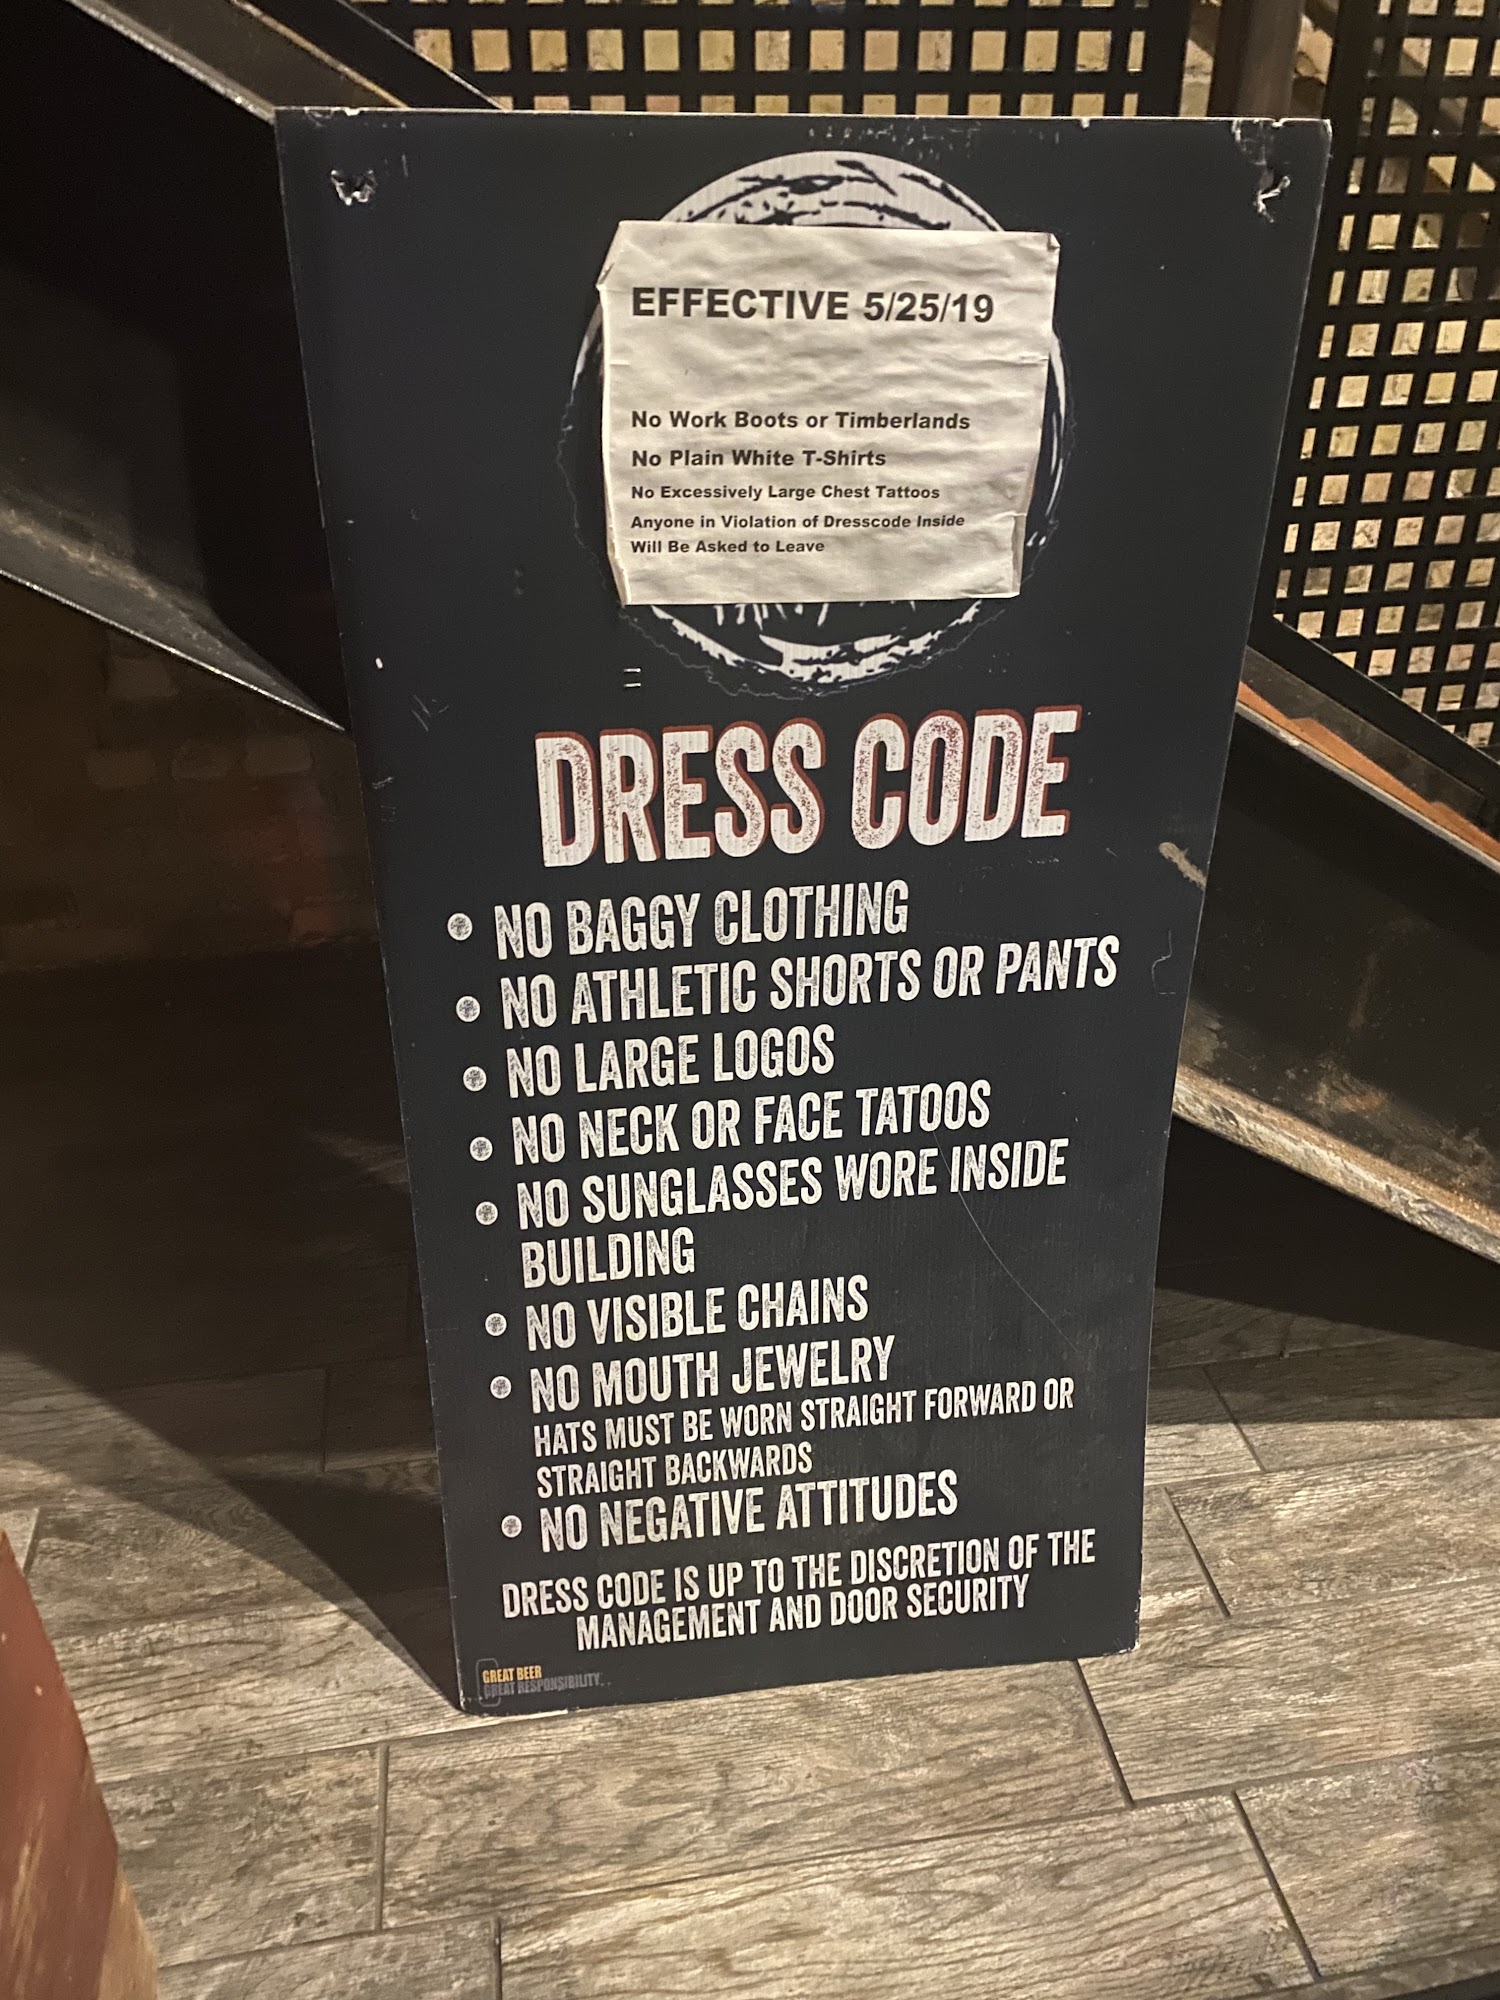 EFFECTIVE 5/25/19
No Work Boots or Timberlands
No Plain White T-Shirts
No Excessively Large Chest Tattoos
Anyone in Violation of Dresscode Inside
Will Be Asked to Leave
DRESS CODE
• NO BAGGY CLOTHING
• NO ATHLETIC SHORTS OR PANTS
• NO LARGE LOGOS
• NO NECK OR FACE TATOOS
• NO SUNGLASSES WORE INSIDE
BUILDING
• NO VISIBLE CHAINS
• NO MOUTH JEWELRY
HATS MUST BE WORN STRAIGHT FORWARD OR
STRAIGHT BACKWARDS
• NO NEGATIVE ATTITUDES
DRESS CODE IS UP TO THE DISCRETION OF THE
MANAGEMENT AND DOOR SECURITY
GREAT BEER
GREAT RESPONSIBILITY